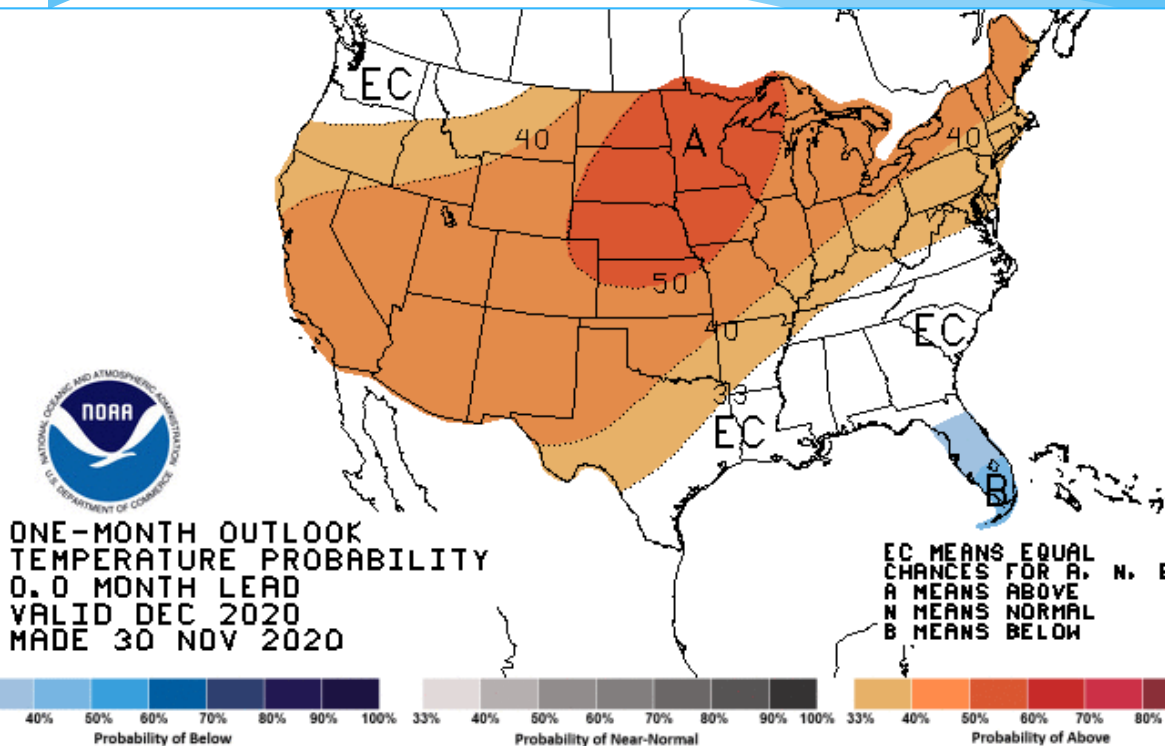 EC
40
A
40
50
40
33
EC
EC
B
NATIONAL OCEANIC AND ATMOSPHERIC ADMINISTRATION
NOAA
U.S. DEPARTMENT OF COMMERCE
ONE-MONTH OUTLOOK
TEMPERATURE PROBABILITY
0.0 MONTH LEAD
VALID DEC 2020
MADE 30 NOV 2020
EC MEANS EQUAL
CHANCES FOR A, N,
A MEANS ABOVE
N MEANS NORMAL
B MEANS BELOW
40% 50% 60% 70% 80% 90% 100%
Probability of Below
33% 40% 50% 60% 70% 80% 90% 100%
Probability of Near-Normal
33% 40% 50% 60% 70% 80%
Probability of Above